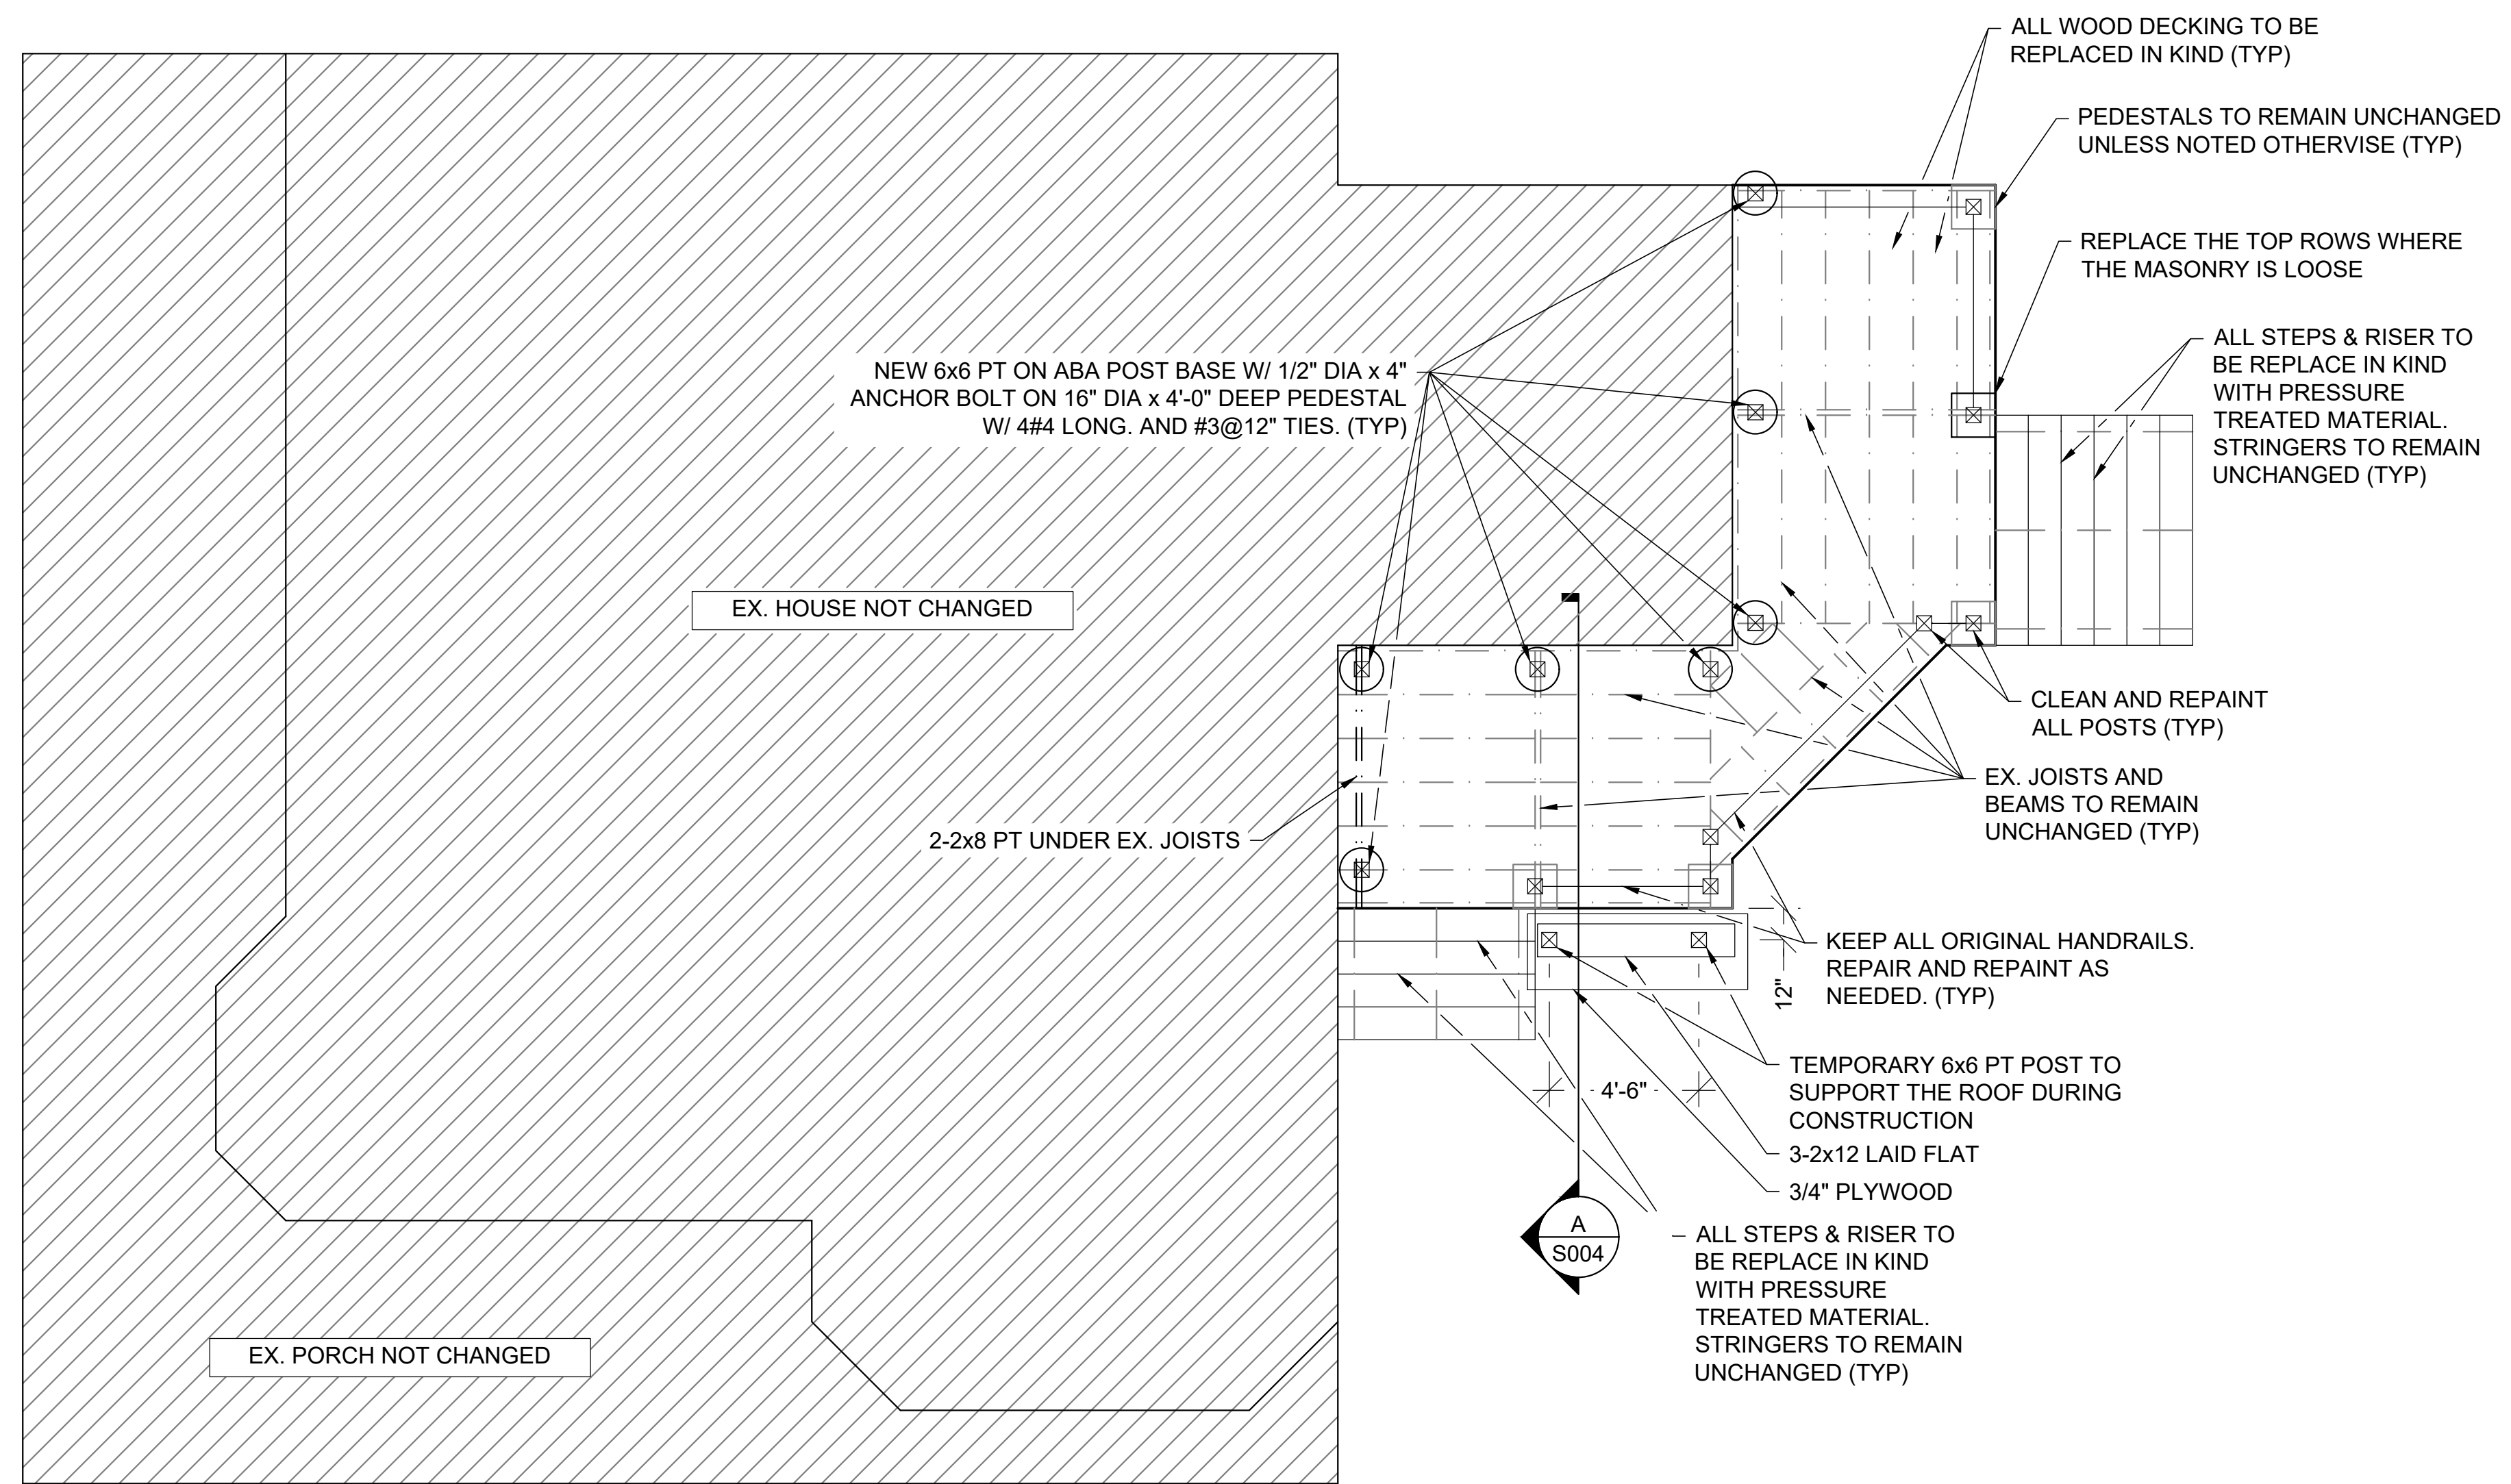 ALL WOOD DECKING TO BE
REPLACED IN KIND (TYP)
PEDESTALS TO REMAIN UNCHANGED
UNLESS NOTED OTHERVISE (TYP)
REPLACE THE TOP ROWS WHERE
THE MASONRY IS LOOSE
ALL STEPS & RISER TO
BE REPLACE IN KIND
WITH PRESSURE
TREATED MATERIAL.
STRINGERS TO REMAIN
UNCHANGED (TYP)
NEW 6x6 PT ON ABA POST BASE W/ 1/2" DIA x 4"
ANCHOR BOLT ON 16" DIA x 4'-0" DEEP PEDESTAL
W/ 4#4 LONG. AND #3@12" TIES. (TYP)
EX. HOUSE NOT CHANGED
CLEAN AND REPAINT
ALL POSTS (TYP)
EX. JOISTS AND
BEAMS TO REMAIN
UNCHANGED (TYP)
2-2x8 PT UNDER EX. JOISTS
KEEP ALL ORIGINAL HANDRAILS.
REPAIR AND REPAINT AS
NEEDED. (TYP)
12"
TEMPORARY 6x6 PT POST TO
SUPPORT THE ROOF DURING
CONSTRUCTION
4'-6"
3-2x12 LAID FLAT
3/4" PLYWOOD
A
S004
ALL STEPS & RISER TO
BE REPLACE IN KIND
WITH PRESSURE
TREATED MATERIAL.
STRINGERS TO REMAIN
UNCHANGED (TYP)
EX. PORCH NOT CHANGED